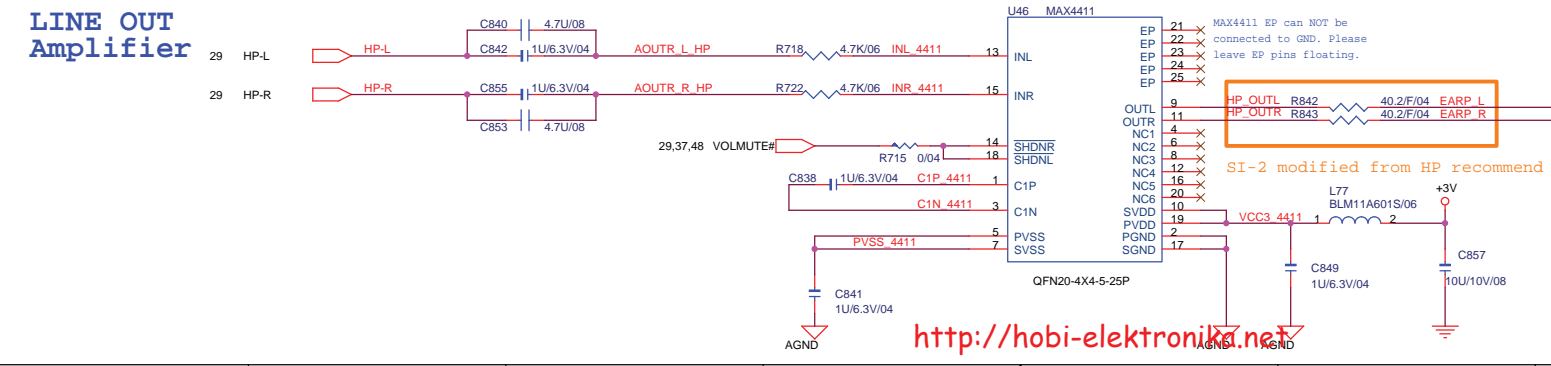 LINE OUT
Amplifier
29 HP-L
HP-L
C840 4.7U/08
C842 1U/6.3V/04
AOUTR_L_HP
R718 4.7K/06 INL_4411
13 INL
29 HP-R
HP-R
C855 1U/6.3V/04
C853 4.7U/08
AOUTR_R_HP
R722 4.7K/06 INR_4411
15 INR
29,37,48 VOLMUTE#
R715 0/04
14 SHDNR
18 SHDNL
C838 1U/6.3V/04 C1P_4411
1 C1P
C1N_4411
3 C1N
PVSS_4411
5 PVSS
7 SVSS
C841
1U/6.3V/04
AGND
U46 MAX4411
EP 21
EP 22
EP 23
EP 24
EP 25
OUTL 9
OUTR 11
NC1 4
NC2 6
NC3 8
NC4 12
NC5 16
NC6 20
SVDD 10
PVDD 19
PGND 2
SGND 17
QFN20-4X4-5-25P
MAX4411 EP can NOT be
connected to GND. Please
leave EP pins floating.
HP_OUTL R842 40.2/F/04 EARP_L
HP_OUTR R843 40.2/F/04 EARP_R
SI-2 modified from HP recommend
L77
BLM11A601S/06
+3V
VCC3_4411 1 2
C849
1U/6.3V/04
C857
10U/10V/08
AGND
AGND
http://hobi-elektronika.net